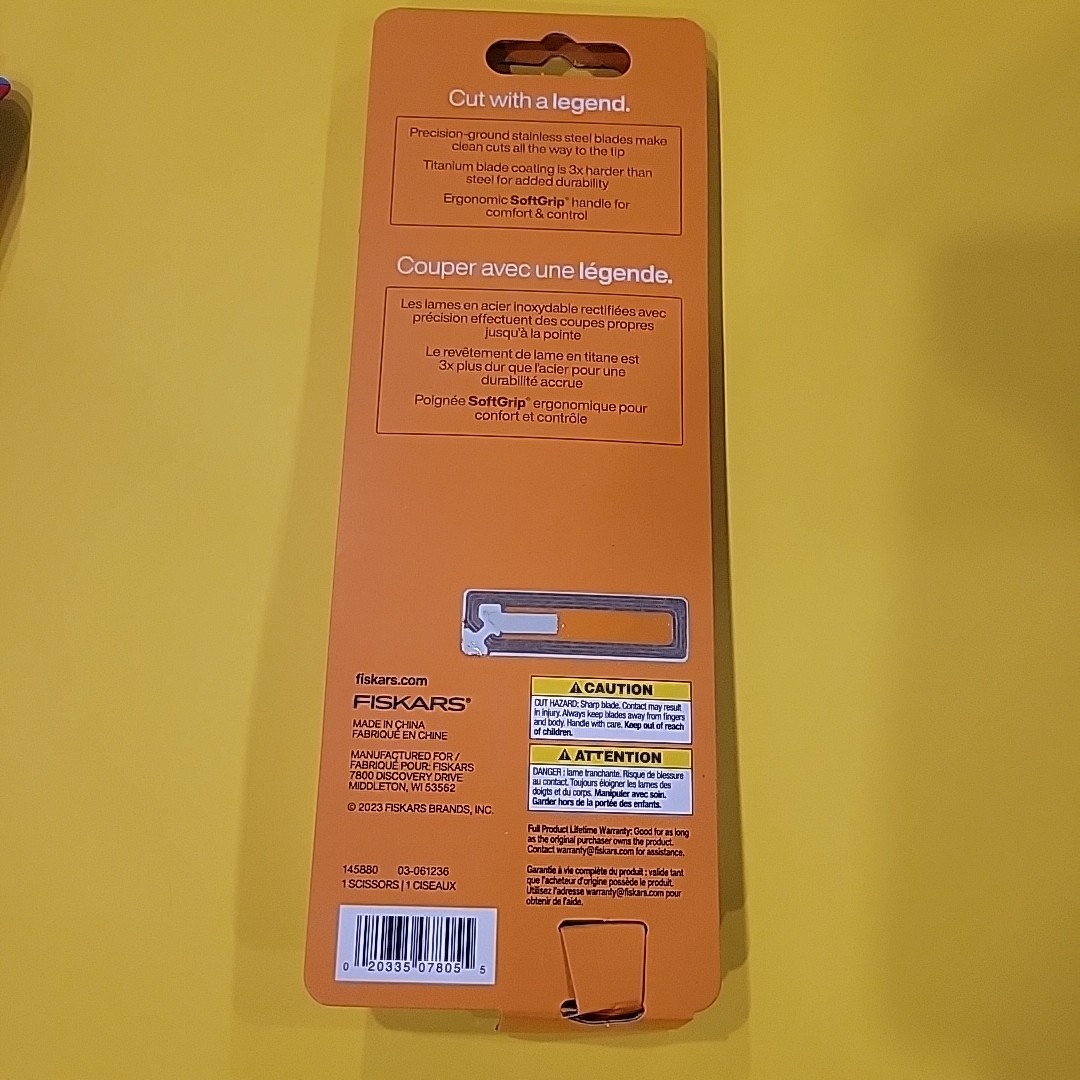 Cut with a legend.
Precision-ground stainless steel blades make
clean cuts all the way to the tip
Titanium blade coating is 3x harder than
steel for added durability
Ergonomic SoftGrip® handle for
comfort & control
Couper avec une légende.
Les lames en acier inoxydable rectifiées avec
précision effectuent des coupes propres
jusqu'à la pointe
Le revêtement de lame en titane est
3x plus dur que l'acier pour une
durabilité accrue
Poignée SoftGrip® ergonomique pour
confort et contrôle
fiskars.com
FISKARS®
MADE IN CHINA
FABRIQUÉ EN CHINE
MANUFACTURED FOR /
FABRIQUÉ POUR: FISKARS
7800 DISCOVERY DRIVE
MIDDLETON, WI 53562
© 2023 FISKARS BRANDS, INC.
145880 03-061236
1 SCISSORS | 1 CISEAUX
0 20335 07805 5
CAUTION
CUT HAZARD; Sharp blade. Contact may result
in injury. Always keep blades away from fingers
and body. Handle with care. Keep out of reach
of children.
ATTENTION
DANGER : lame tranchante. Risque de blessure
au contact. Toujours éloigner les lames des
doigts et du corps. Manipuler avec soin.
Garder hors de la portée des enfants.
Full Product Lifetime Warranty: Good for as long
as the original purchaser owns the product.
Contact warranty@fiskars.com for assistance.
Garantie à vie complète du produit : valide tant
que l'acheteur d'origine possède le produit.
Utilisez l'adresse warranty@fiskars.com pour
obtenir de l'aide.